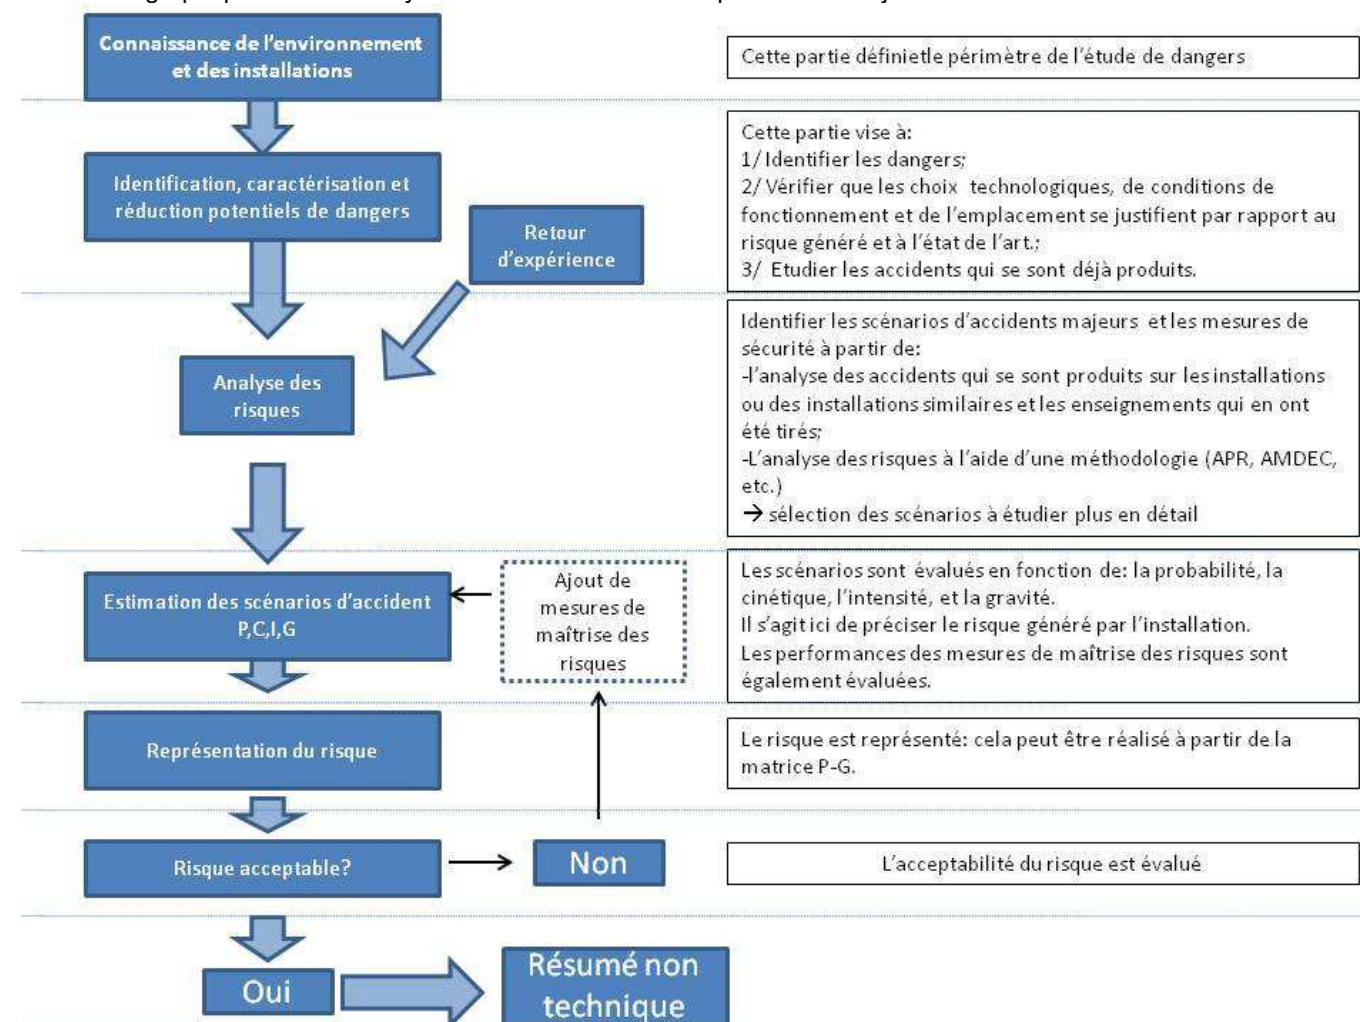 Connaissance de l'environnement
et des installations
Cette partie définietle périmètre de l'étude de dangers
Identification, caractérisation et
réduction potentiels de dangers
Retour
d'expérience
Cette partie vise à:
1/ Identifier les dangers;
2/ Vérifier que les choix technologiques, de conditions de
fonctionnement et de l'emplacement se justifient par rapport au
risque généré et à l'état de l'art.;
3/ Etudier les accidents qui se sont déjà produits.
Analyse des
risques
Identifier les scénarios d'accidents majeurs et les mesures de
sécurité à partir de:
-l'analyse des accidents qui se sont produits sur les installations
ou des installations similaires et les enseignements qui en ont
été tirés;
-L'analyse des risques à l'aide d'une méthodologie (APR, AMDEC,
etc.)
→ sélection des scénarios à étudier plus en détail
Estimation des scénarios d'accident
P,C,I,G
Ajout de
mesures de
maîtrise des
risques
Les scénarios sont évalués en fonction de: la probabilité, la
cinétique, l'intensité, et la gravité.
Il s'agit ici de préciser le risque généré par l'installation.
Les performances des mesures de maîtrise des risques sont
également évaluées.
Représentation du risque
Le risque est représenté: cela peut être réalisé à partir de la
matrice P-G.
Risque acceptable?
Non
L'acceptabilité du risque est évalué
Oui
Résumé non
technique